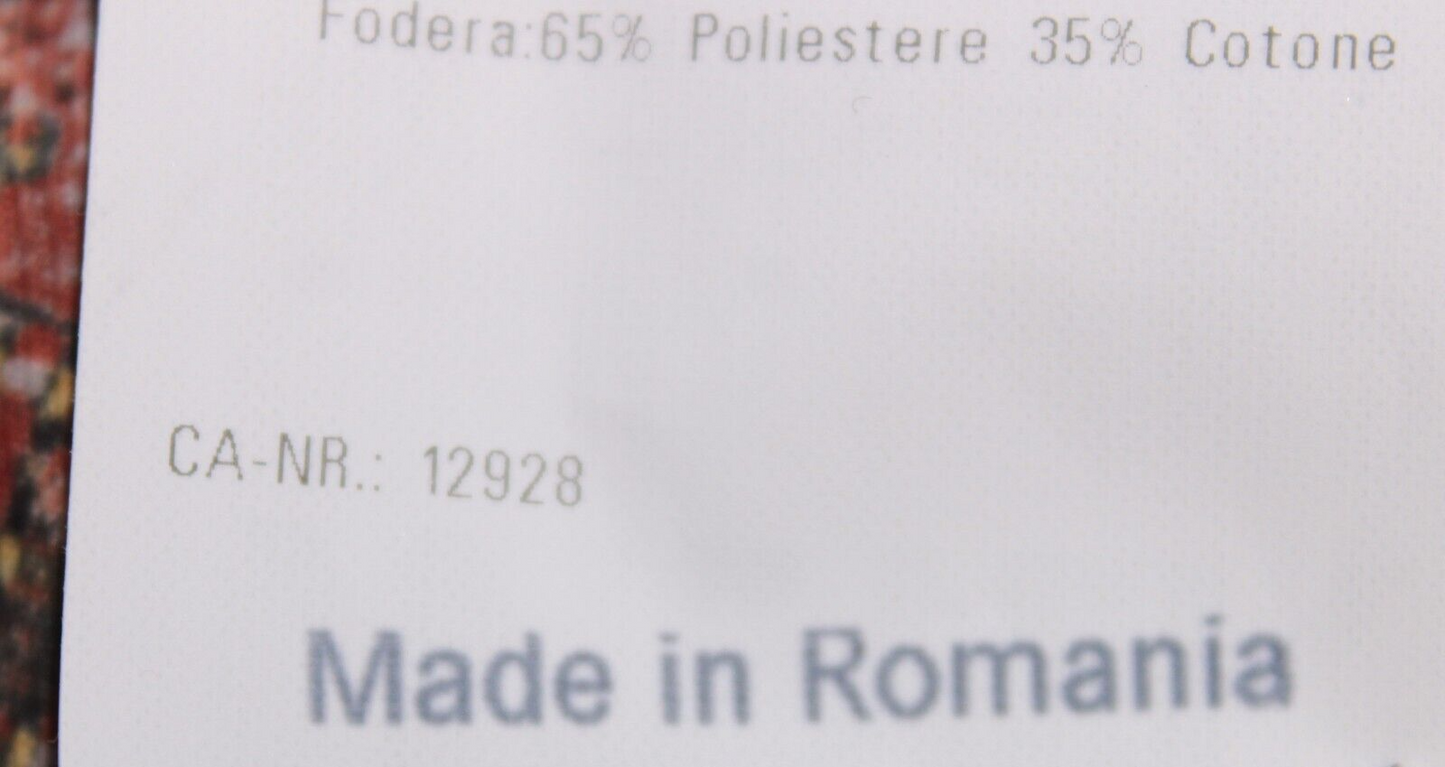 Fodera:65% Poliestere 35% Cotone
CA-NR.: 12928
Made in Romania